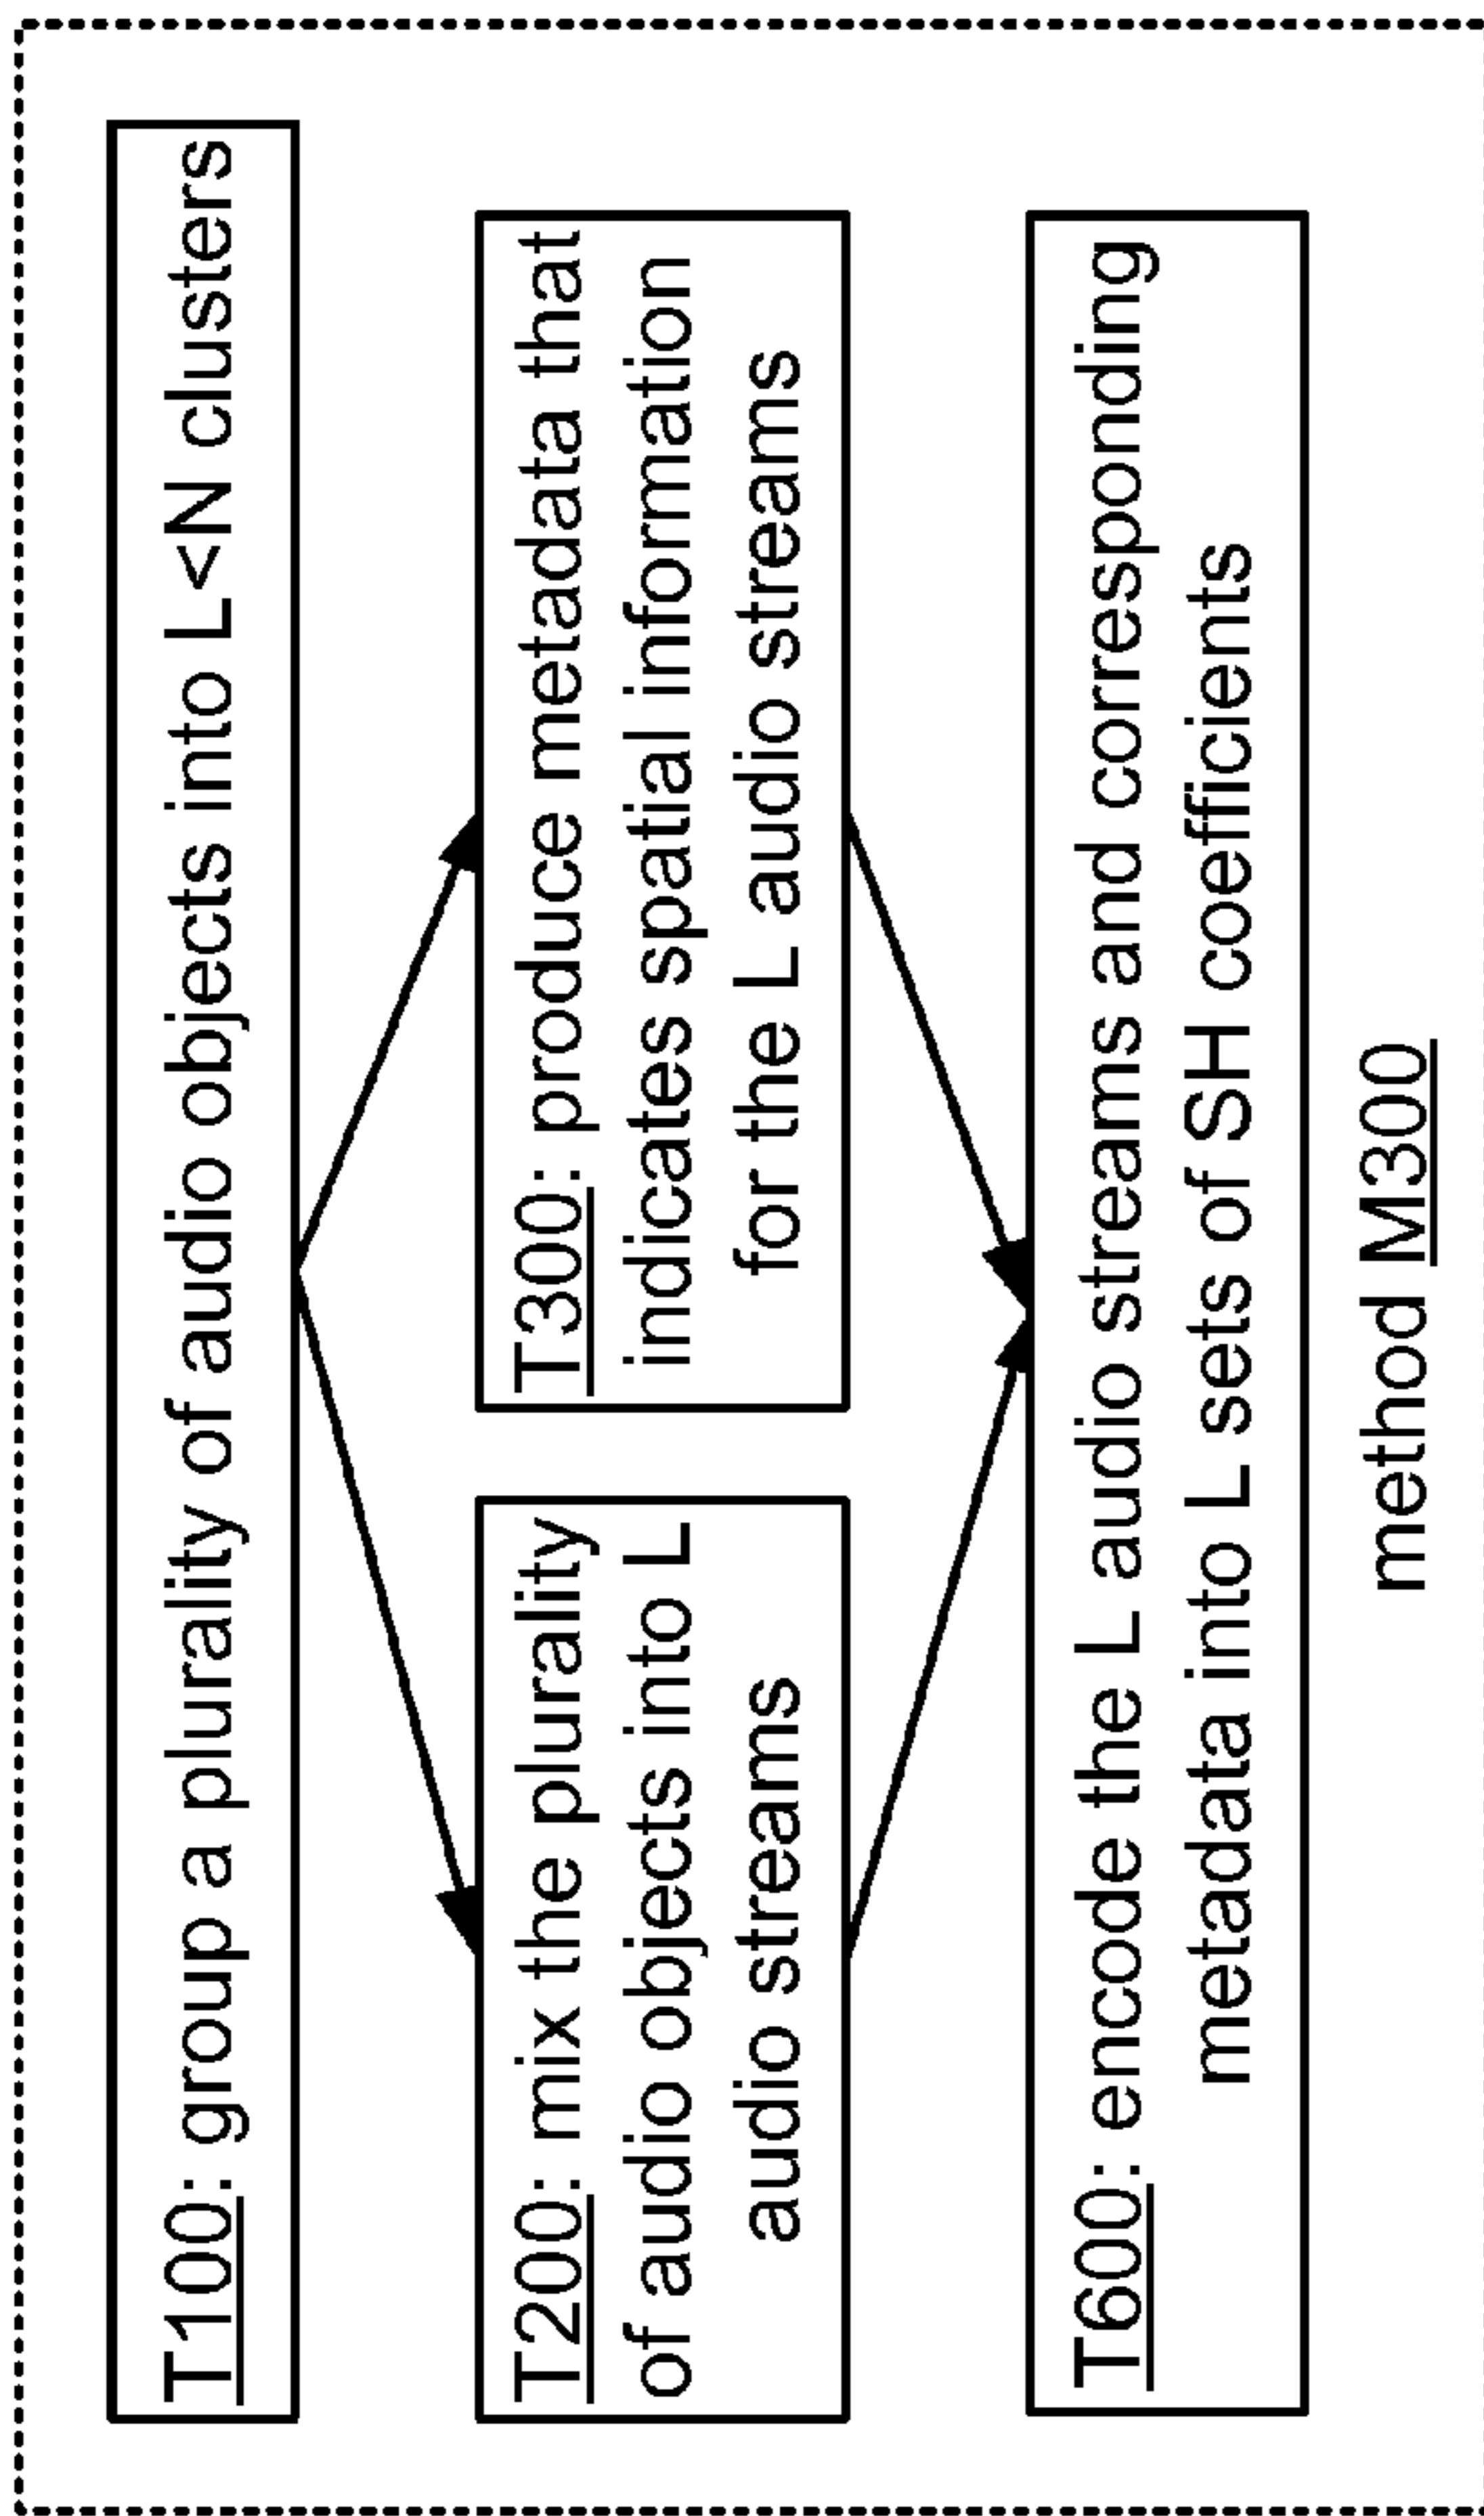 T100: group a plurality of audio objects into L<N clusters
T200: mix the plurality
of audio objects into L
audio streams
T300: produce metadata that
indicates spatial information
for the L audio streams
T600: encode the L audio streams and corresponding
metadata into L sets of SH coefficients
method M300